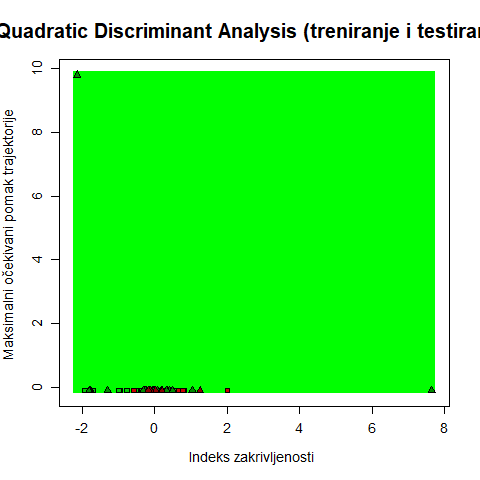 Quadratic Discriminant Analysis (treniranje i testiran
Maksimalni očekivani pomak trajektorije
10
8
6
4
2
0
-2 0 2 4 6 8
Indeks zakrivljenosti